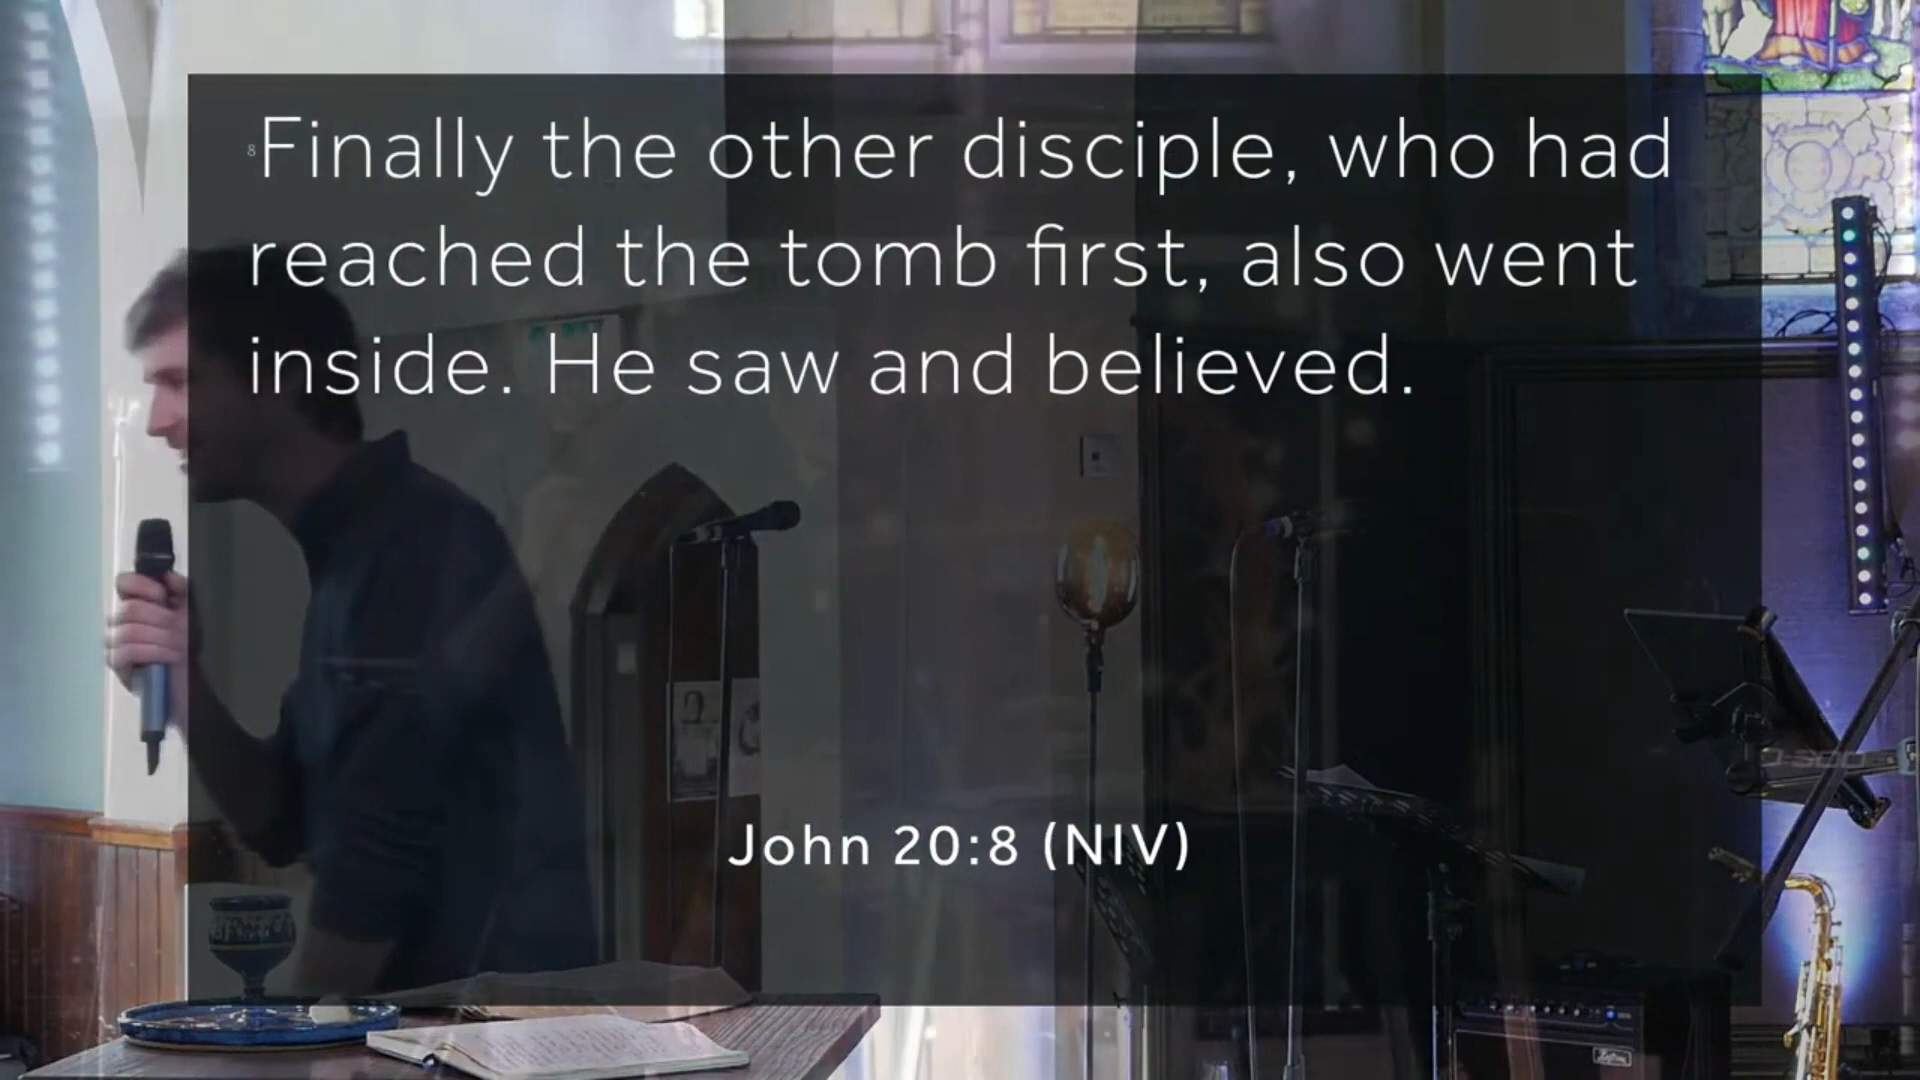 8Finally the other disciple, who had
reached the tomb first, also went
inside. He saw and believed.
John 20:8 (NIV)